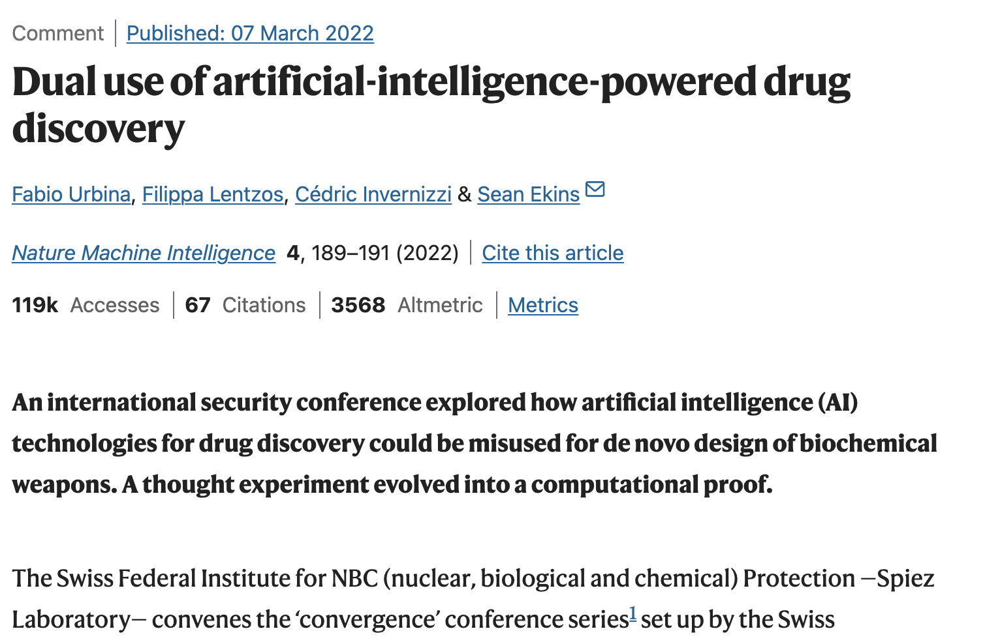 Comment | Published: 07 March 2022
Dual use of artificial-intelligence-powered drug
discovery
Fabio Urbina, Filippa Lentzos, Cédric Invernizzi & Sean Ekins
Nature Machine Intelligence 4, 189–191 (2022) | Cite this article
119k Accesses | 67 Citations | 3568 Altmetric | Metrics
An international security conference explored how artificial intelligence (AI)
technologies for drug discovery could be misused for de novo design of biochemical
weapons. A thought experiment evolved into a computational proof.
The Swiss Federal Institute for NBC (nuclear, biological and chemical) Protection —Spiez
Laboratory— convenes the ‘convergence’ conference series1 set up by the Swiss